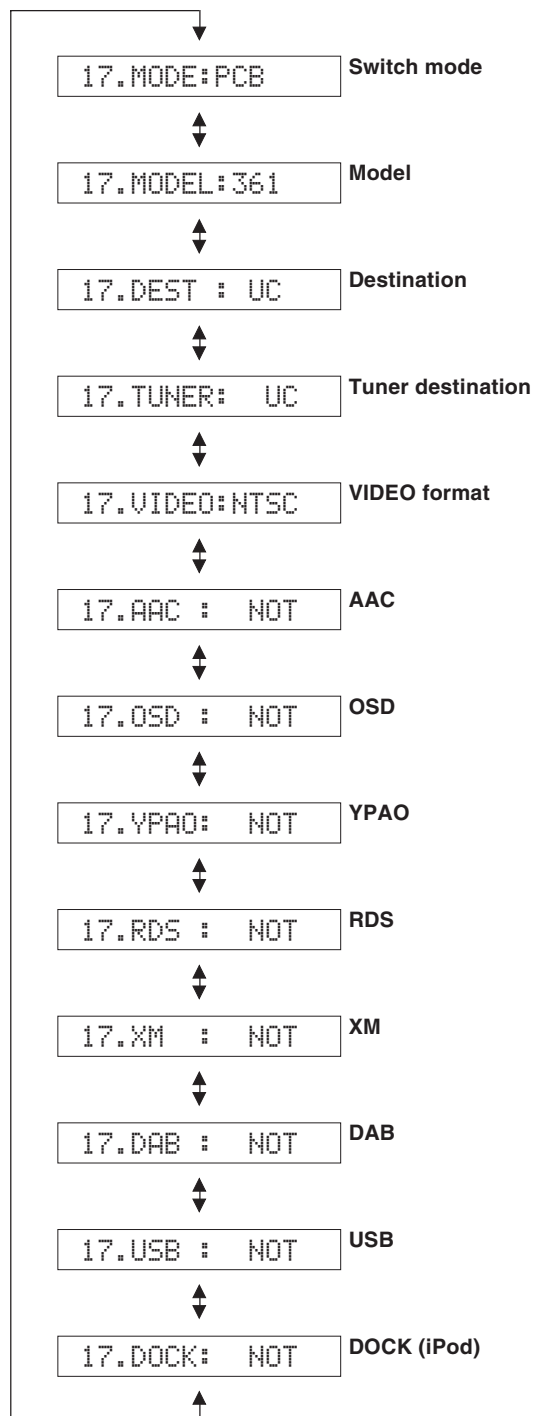 17.MODE:PCB Switch mode
17.MODEL:361 Model
17.DEST : UC Destination
17.TUNER: UC Tuner destination
17.VIDEO:NTSC VIDEO format
17.AAC : NOT AAC
17.OSD : NOT OSD
17.YPAO: NOT YPAO
17.RDS : NOT RDS
17.XM : NOT XM
17.DAB : NOT DAB
17.USB : NOT USB
17.DOCK: NOT DOCK (iPod)